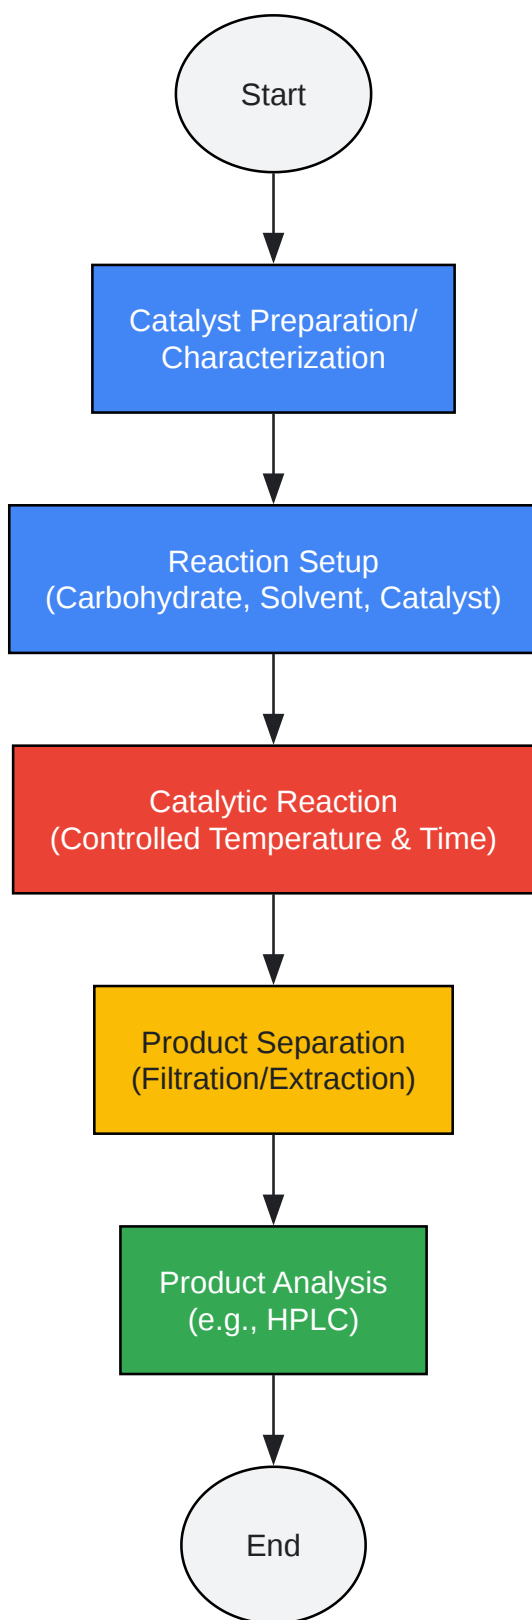 Start
Catalyst Preparation/
Characterization
Reaction Setup
(Carbohydrate, Solvent, Catalyst)
Catalytic Reaction
(Controlled Temperature & Time)
Product Separation
(Filtration/Extraction)
Product Analysis
(e.g., HPLC)
End